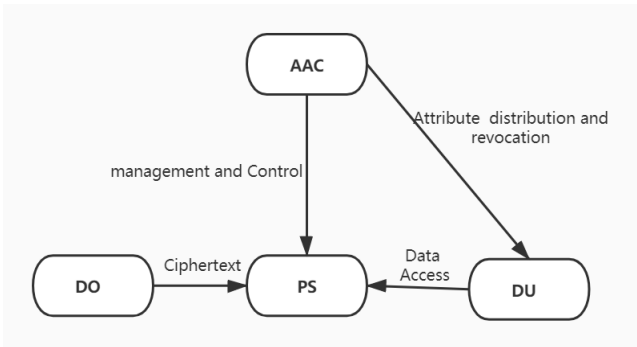 AAC
Attribute distribution and
revocation
management and Control
Data
Access
Ciphertext
DO
PS
DU